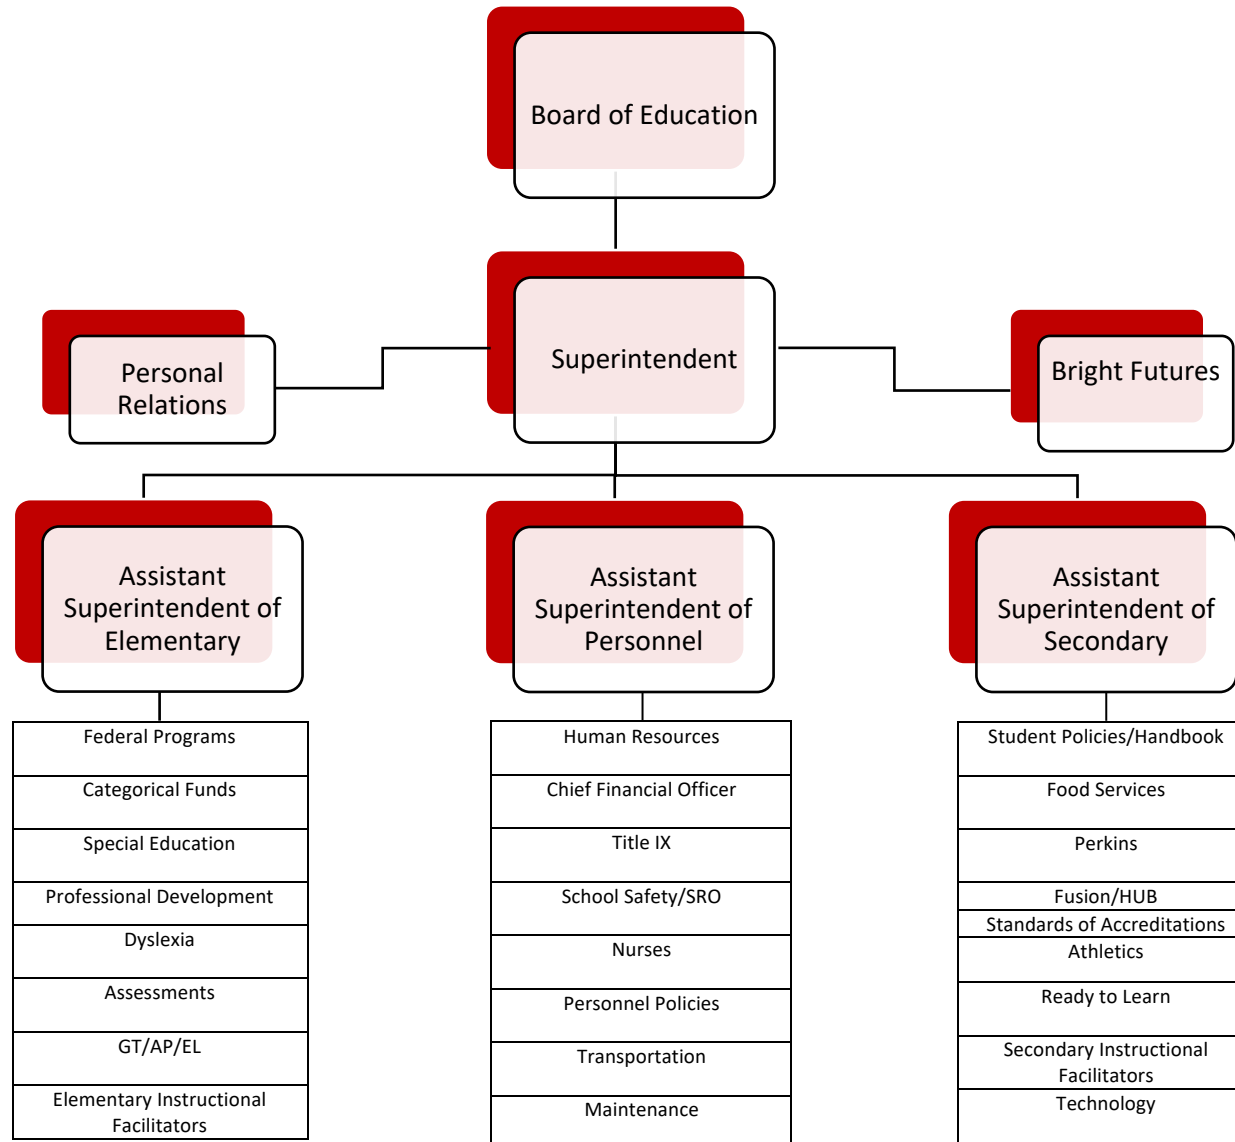 Board of Education
Superintendent
Personal
Relations
Bright Futures
Assistant
Superintendent of
Elementary
Assistant
Superintendent of
Personnel
Assistant
Superintendent of
Secondary
Federal Programs
Categorical Funds
Special Education
Professional Development
Dyslexia
Assessments
GT/AP/EL
Elementary Instructional
Facilitators
Human Resources
Chief Financial Officer
Title IX
School Safety/SRO
Nurses
Personnel Policies
Transportation
Maintenance
Student Policies/Handbook
Food Services
Perkins
Fusion/HUB
Standards of Accreditations
Athletics
Ready to Learn
Secondary Instructional
Facilitators
Technology